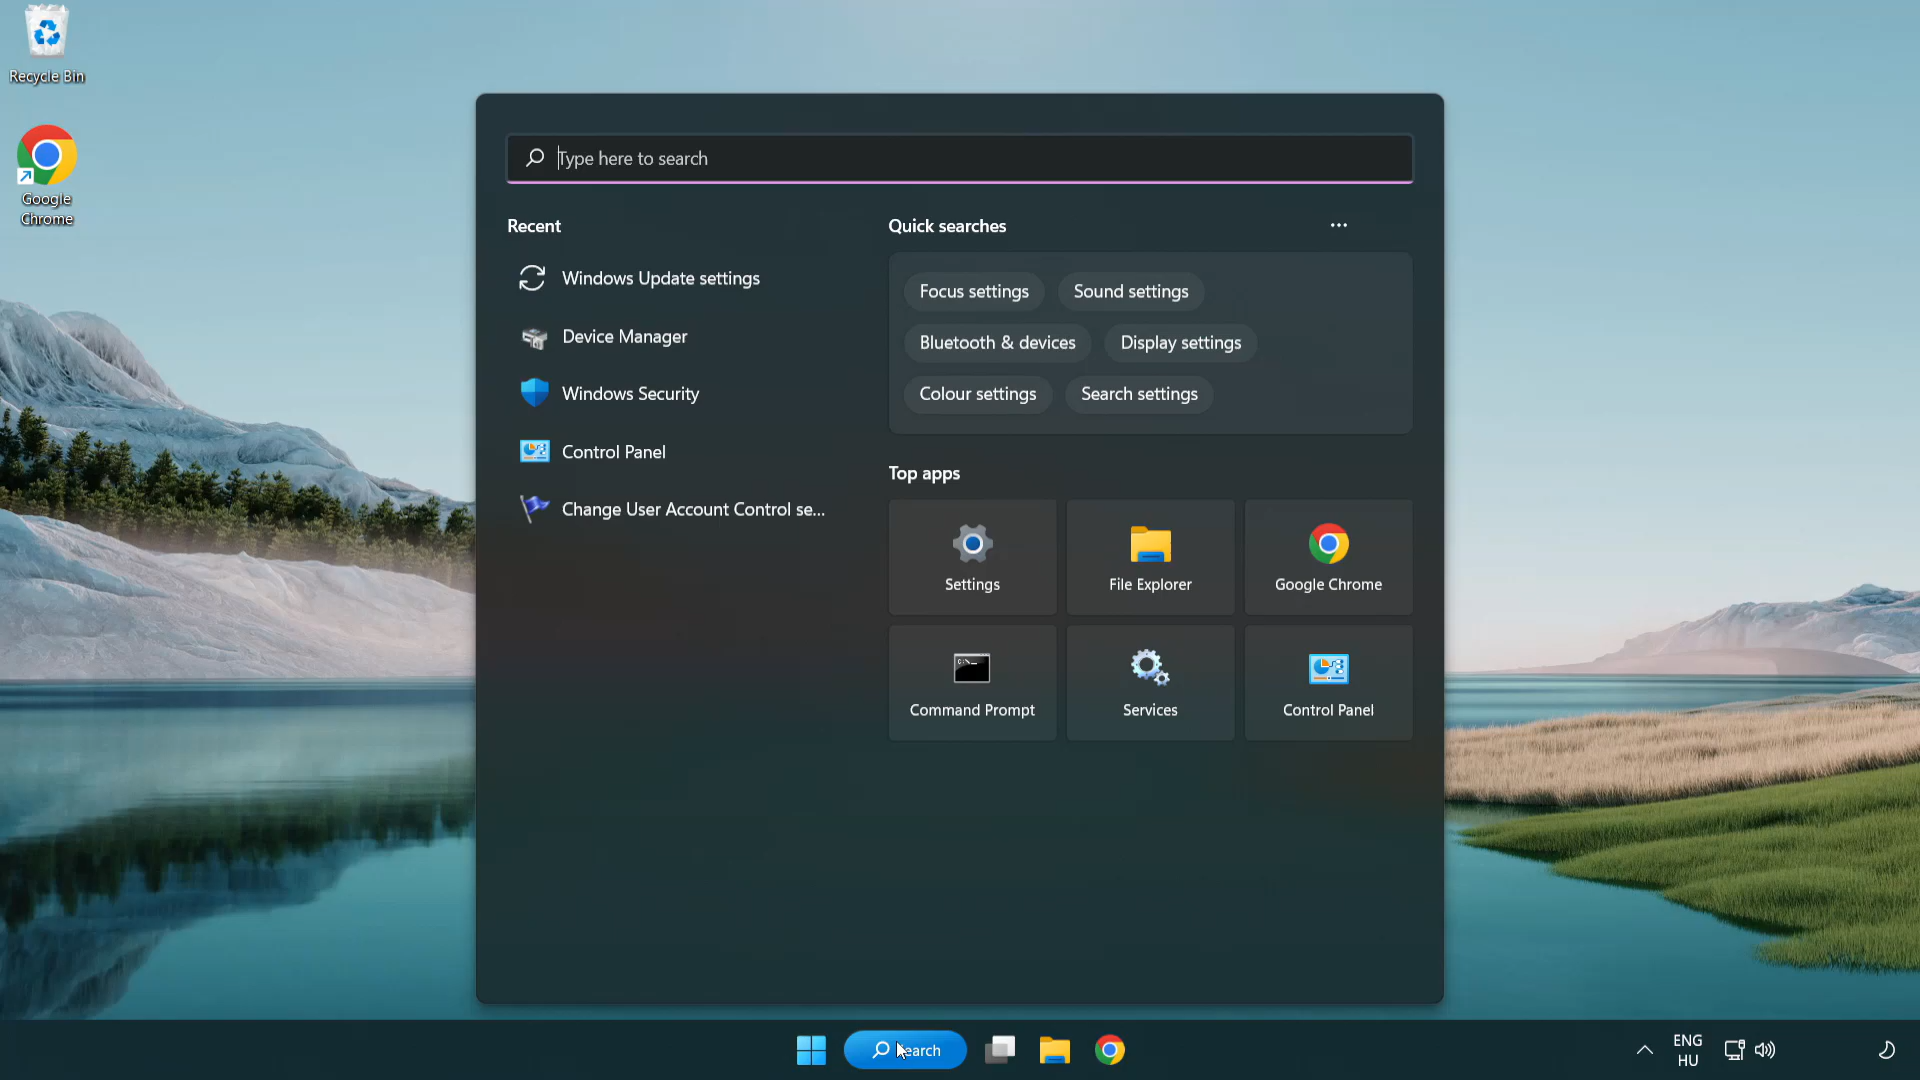 Recycle Bin
Google
Chrome
Type here to search
Recent
Windows Update settings
Device Manager
Windows Security
Control Panel
Change User Account Control se...
Quick searches
Focus settings
Sound settings
Bluetooth & devices
Display settings
Colour settings
Search settings
Top apps
Settings
File Explorer
Google Chrome
Command Prompt
Services
Control Panel
earch
ENG
HU